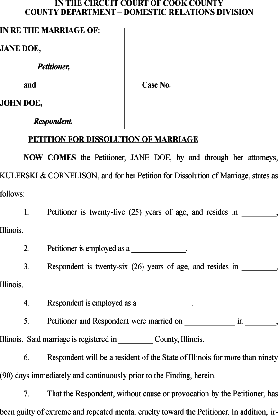 IN THE CIRCUIT COURT OF COOK COUNTY
COUNTY DEPARTMENT – DOMESTIC RELATIONS DIVISION
IN RE THE MARRIAGE OF:
JANE DOE,
Petitioner,
and
Case No.
JOHN DOE,
Respondent.
PETITION FOR DISSOLUTION OF MARRIAGE
NOW COMES the Petitioner, JANE DOE, by and through her attorneys,
KULERSKI & CORNELISON, and for her Petition for Dissolution of Marriage, states as
follows:
1. Petitioner is twenty-five (25) years of age, and resides in ________,
Illinois.
2. Petitioner is employed as a ____________.
3. Respondent is twenty-six (26) years of age, and resides in ________,
Illinois.
4. Respondent is employed as a ____________.
5. Petitioner and Respondent were married on ___________ in _______,
Illinois. Said marriage is registered in ________ County, Illinois.
6. Respondent will be a resident of the State of Illinois for more than ninety
(90) days immediately and continuously prior to the Finding, herein.
7. That the Respondent, without cause or provocation by the Petitioner, has
been guilty of extreme and repeated mental cruelty toward the Petitioner. In addition, ir-